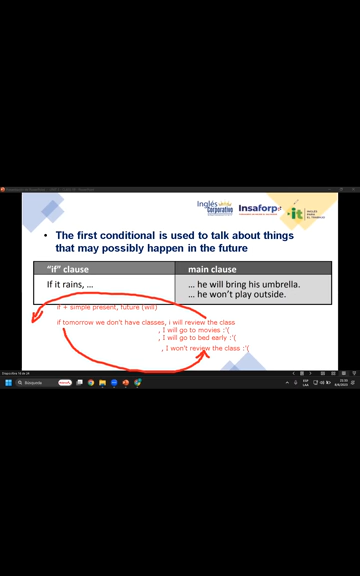 Inglés
Corporation
Insaforp
it
• The first conditional is used to talk about things
that may possibly happen in the future
"if" clause main clause
If it rains, … … he will bring his umbrella.
… he won't play outside.
if + simple present, future (will)
if tomorrow we don't have classes, i will review the class
, I will go to movies :'(
, I will go to bed early :'(
, I won't review the class :'(
Búsqueda
ESP